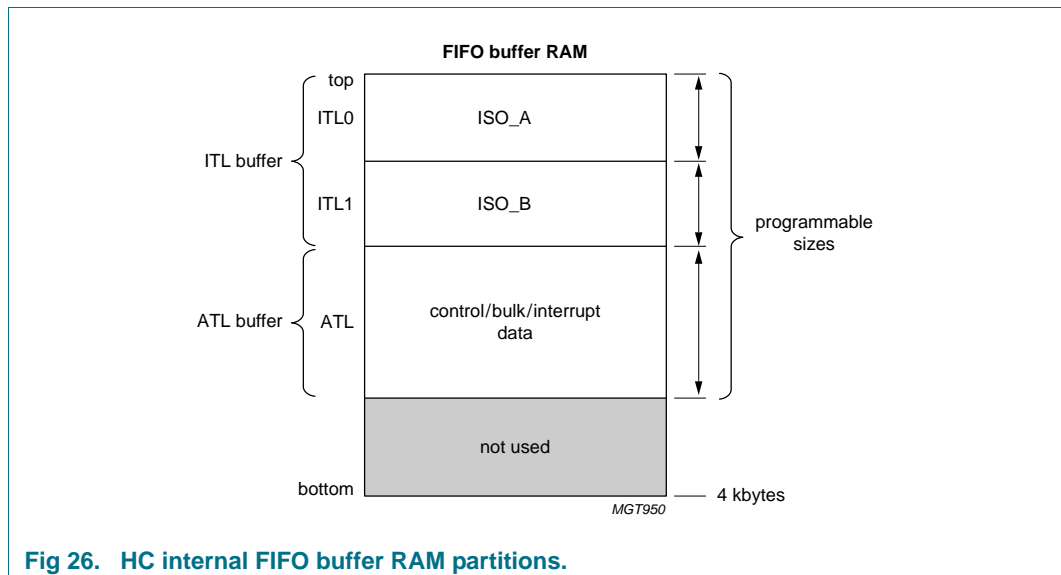 FIFO buffer RAM
top
ITL0
ISO_A
ITL buffer
ITL1
ISO_B
programmable
sizes
ATL buffer
ATL
control/bulk/interrupt
data
not used
bottom
4 kbytes
MGT950
Fig 26. HC internal FIFO buffer RAM partitions.